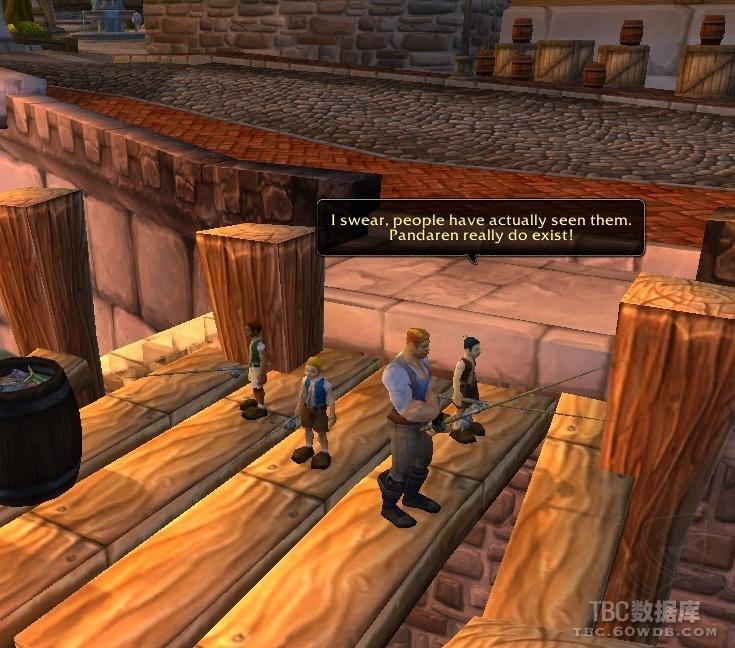 I swear, people have actually seen them.
Pandaren really do exist!
TBC数据库
TBC.60WDB.COM